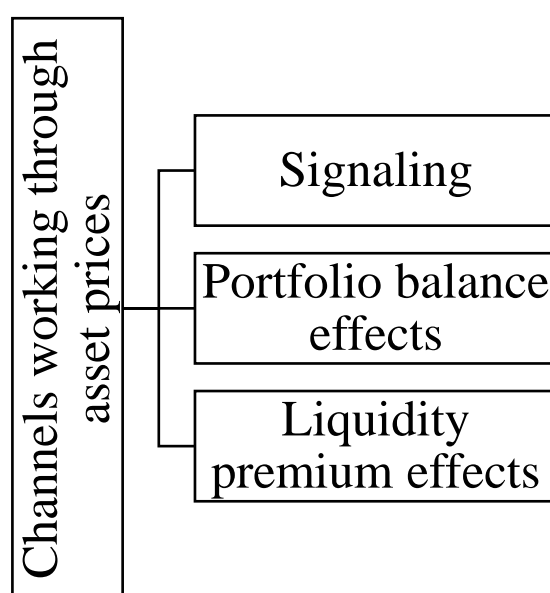 Channels working through
asset prices
Signaling
Portfolio balance
effects
Liquidity
premium effects